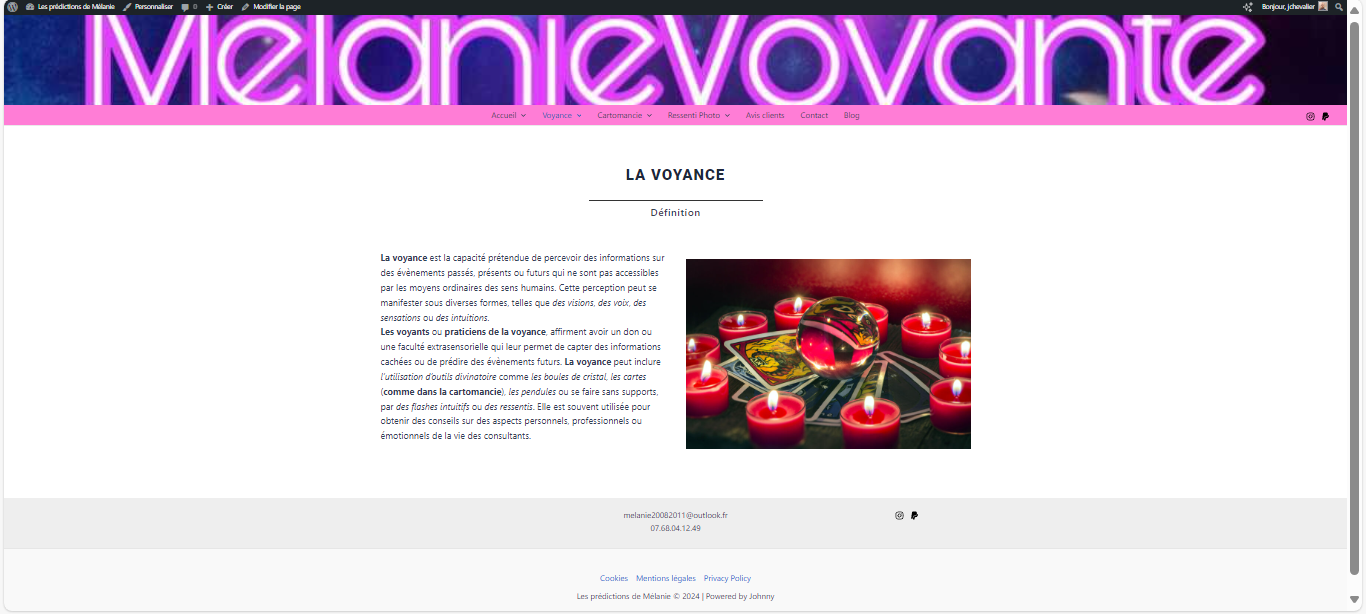 Les prédictions de Mélanie Personnaliser 0 Créer Modifier la page Bonjour, jchevalier
MelanieVoyante
Accueil Voyance Cartomancie Ressenti Photo Avis clients Contact Blog
LA VOYANCE
Définition
La voyance est la capacité prétendue de percevoir des informations sur
des évènements passés, présents ou futurs qui ne sont pas accessibles
par les moyens ordinaires des sens humains. Cette perception peut se
manifester sous diverses formes, telles que des visions, des voix, des
sensations ou des intuitions.
Les voyants ou praticiens de la voyance, affirment avoir un don ou
une faculté extrasensorielle qui leur permet de capter des informations
cachées ou de prédire des évènements futurs. La voyance peut inclure
l'utilisation d'outils divinatoire comme les boules de cristal, les cartes
(comme dans la cartomancie), les pendules ou se faire sans supports,
par des flashes intuitifs ou des ressentis. Elle est souvent utilisée pour
obtenir des conseils sur des aspects personnels, professionnels ou
émotionnels de la vie des consultants.
melanie20082011@outlook.fr
07.68.04.12.49
Cookies Mentions légales Privacy Policy
Les prédictions de Mélanie © 2024 | Powered by Johnny